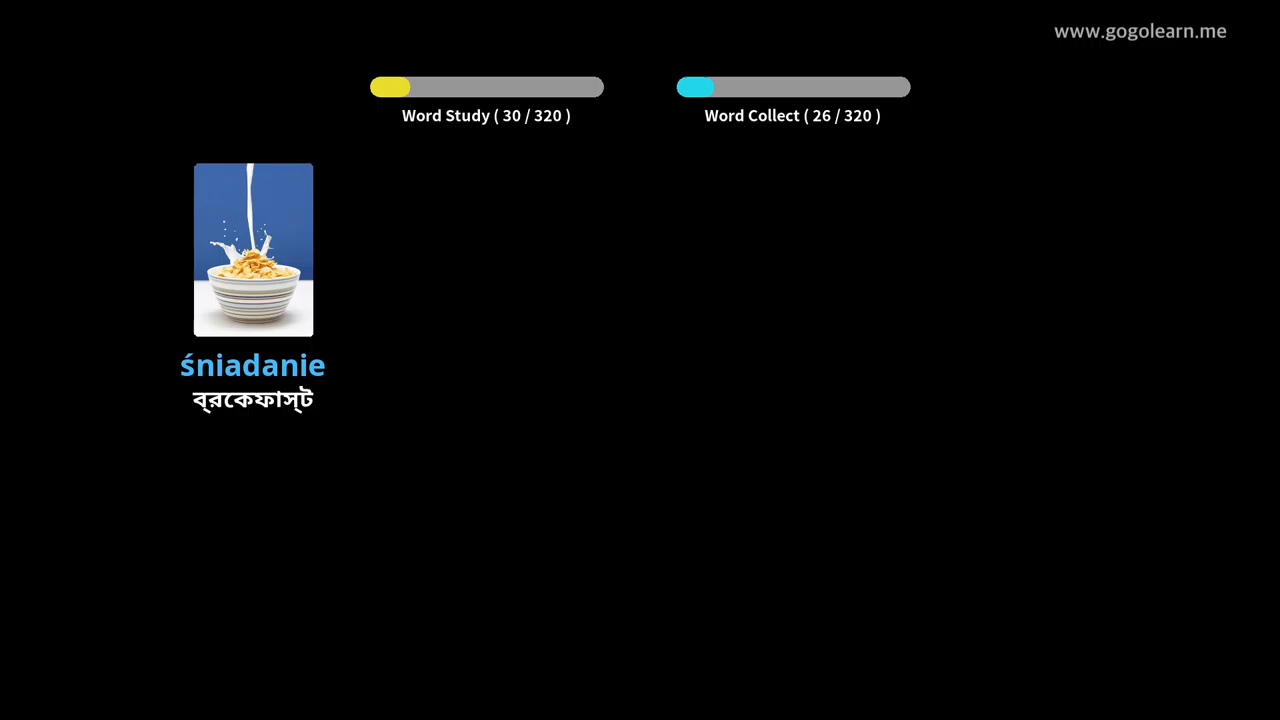 www.gogolearn.me
Word Study ( 30 / 320 )
Word Collect ( 26 / 320 )
śniadanie
ব্রেকফাস্ট